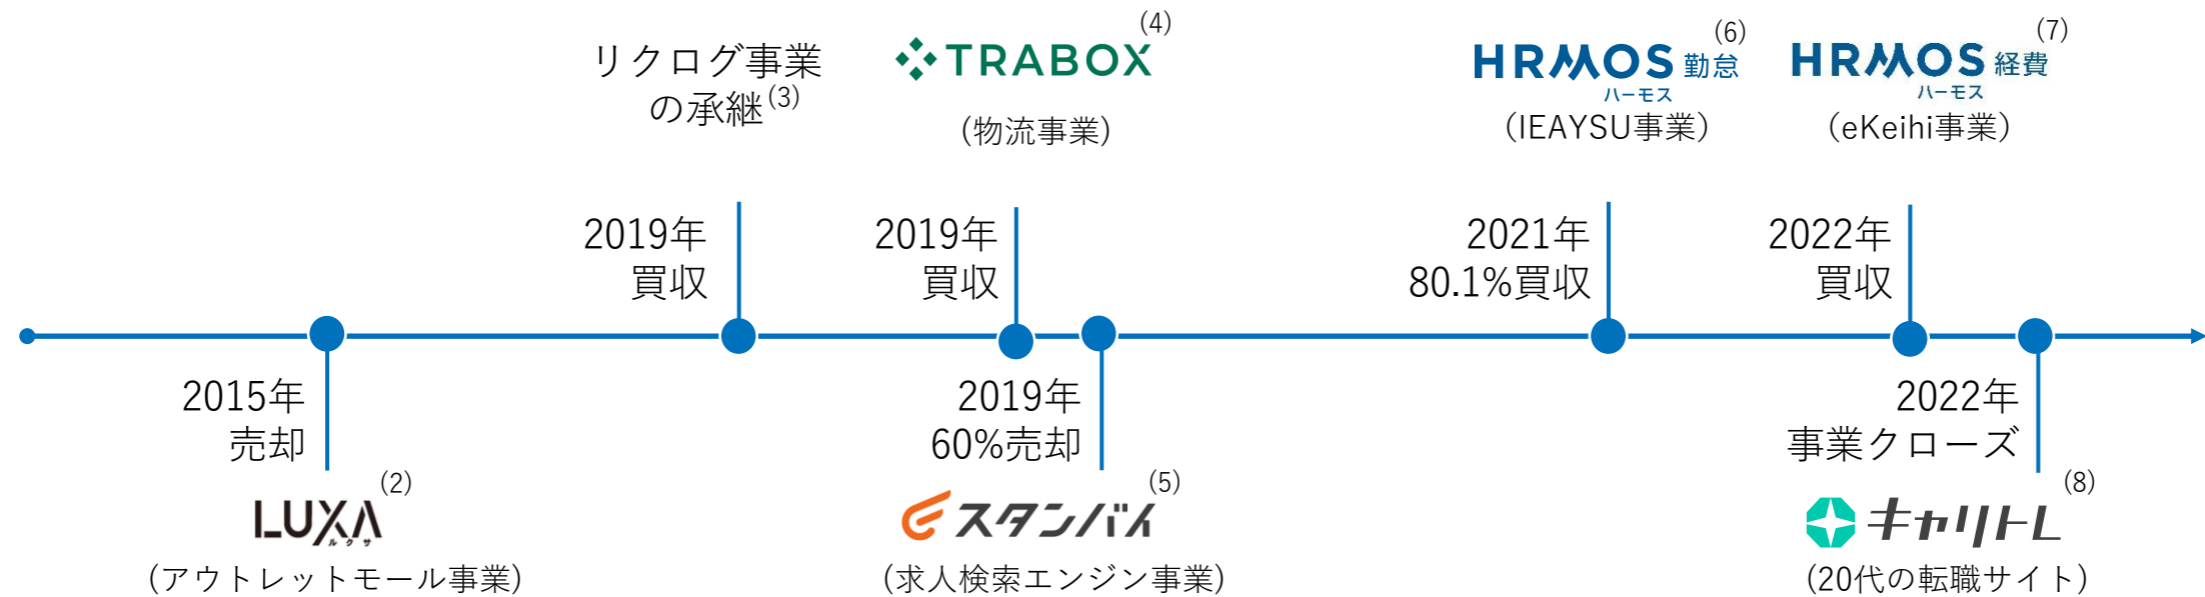 リクログ事業
の承継(3)
TRABOX(4)
(物流事業)
HRMOS 勤怠(6)
ハーモス
(IEAYSU事業)
HRMOS 経費(7)
ハーモス
(eKeihi事業)
2019年
買収
2019年
買収
2021年
80.1%買収
2022年
買収
2015年
売却
2019年
60%売却
2022年
事業クローズ
LUXA(2)
ルクサ
(アウトレットモール事業)
スタンバイ(5)
(求人検索エンジン事業)
キャリトレ(8)
(20代の転職サイト)